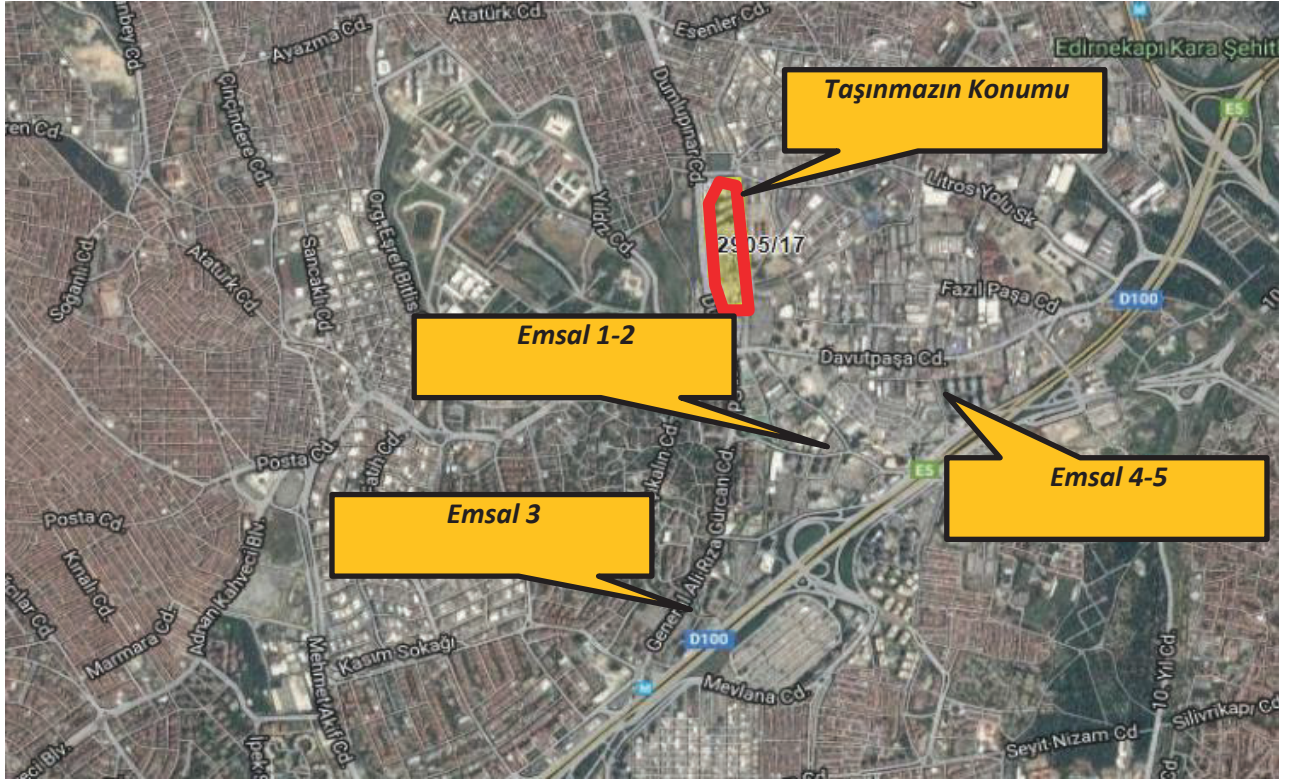 Atatürk Cd.
Esenler Cd.
Ayazma Cd.
Çinçindere Cd.
Edirnekapı Kara Şehitl
Taşınmazın Konumu
E5
Dumlupınar Cd.
Litros Yolu Sk
Org. Eşref Bitlis
Yıldız Cd.
2905/17
Soğanlı Cd.
Atatürk Cd.
Sancaklı Cd.
Fazıl Paşa Cd
D100
Emsal 1-2
Davutpaşa Cd.
Posta Cd.
Fatih Cd.
E5
Emsal 4-5
Emsal 3
Posta Cd.
Kınalı Cd.
General Ali Rıza Gürcan Cd.
Adnan Kahveci Blv.
Marmara Cd.
Kasım Sokağı
D100
M
Mevlana Cd.
Mehmet Akif Cd.
10. Yıl Cd.
Silivrikapı Cd
Seyit Nizam Cd